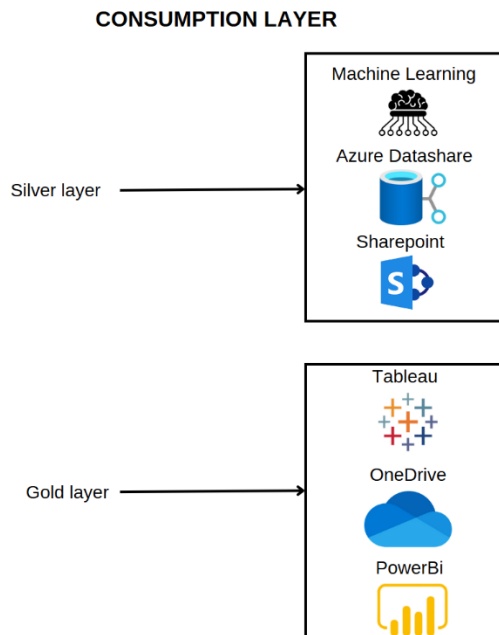 CONSUMPTION LAYER
Machine Learning
Azure Datashare
Silver layer
Sharepoint
S
Tableau
OneDrive
Gold layer
PowerBi